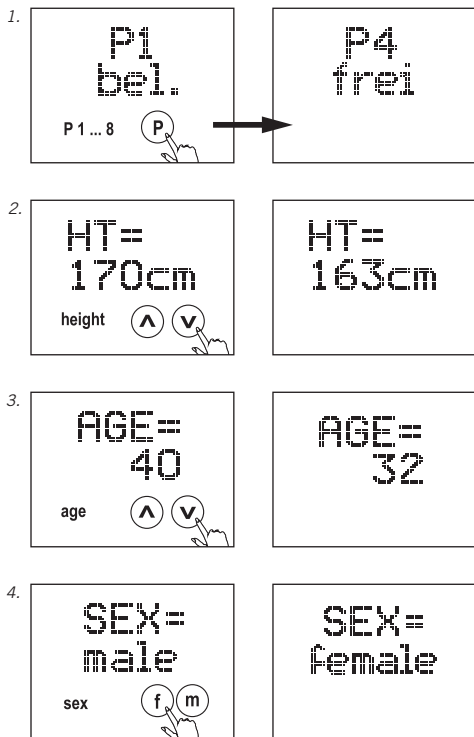 1.
P1
bel.
P 1 ... 8 P
P4
frei
2.
HT=
170cm
height ∧ ∨
HT=
163cm
3.
AGE=
40
age ∧ ∨
AGE=
32
4.
SEX=
male
sex f m
SEX=
female